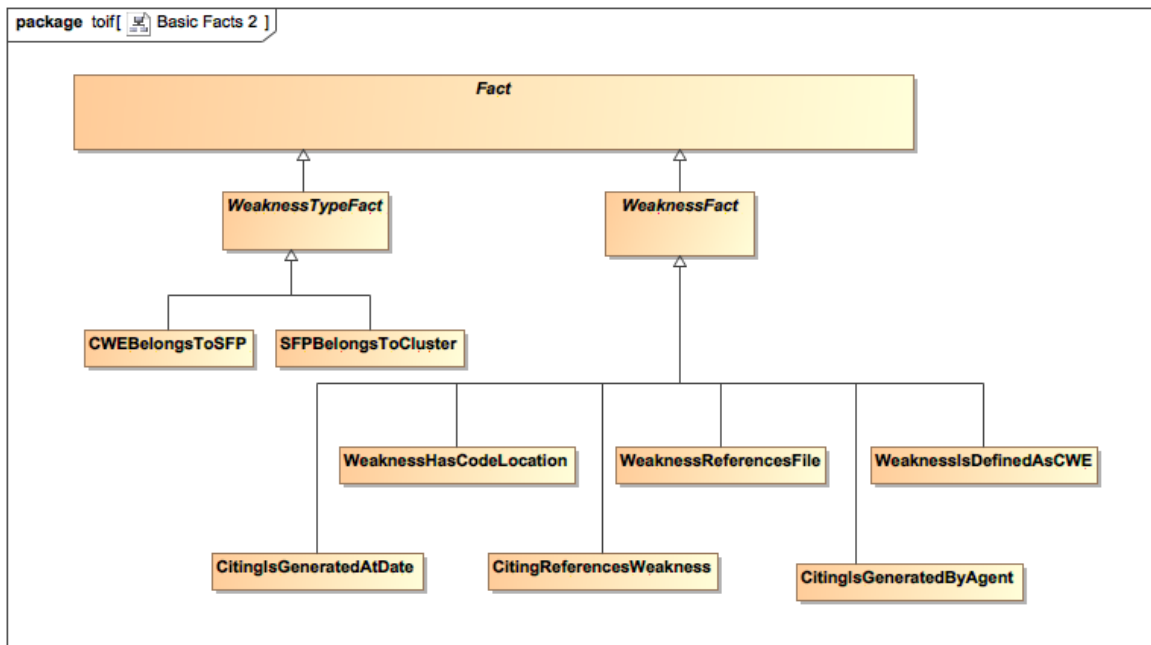 package toif[ Basic Facts 2 ]
Fact
WeaknessTypeFact
WeaknessFact
CWEBelongsToSFP
SFPBelongsToCluster
WeaknessHasCodeLocation
WeaknessReferencesFile
WeaknessIsDefinedAsCWE
CitingIsGeneratedAtDate
CitingReferencesWeakness
CitingIsGeneratedByAgent